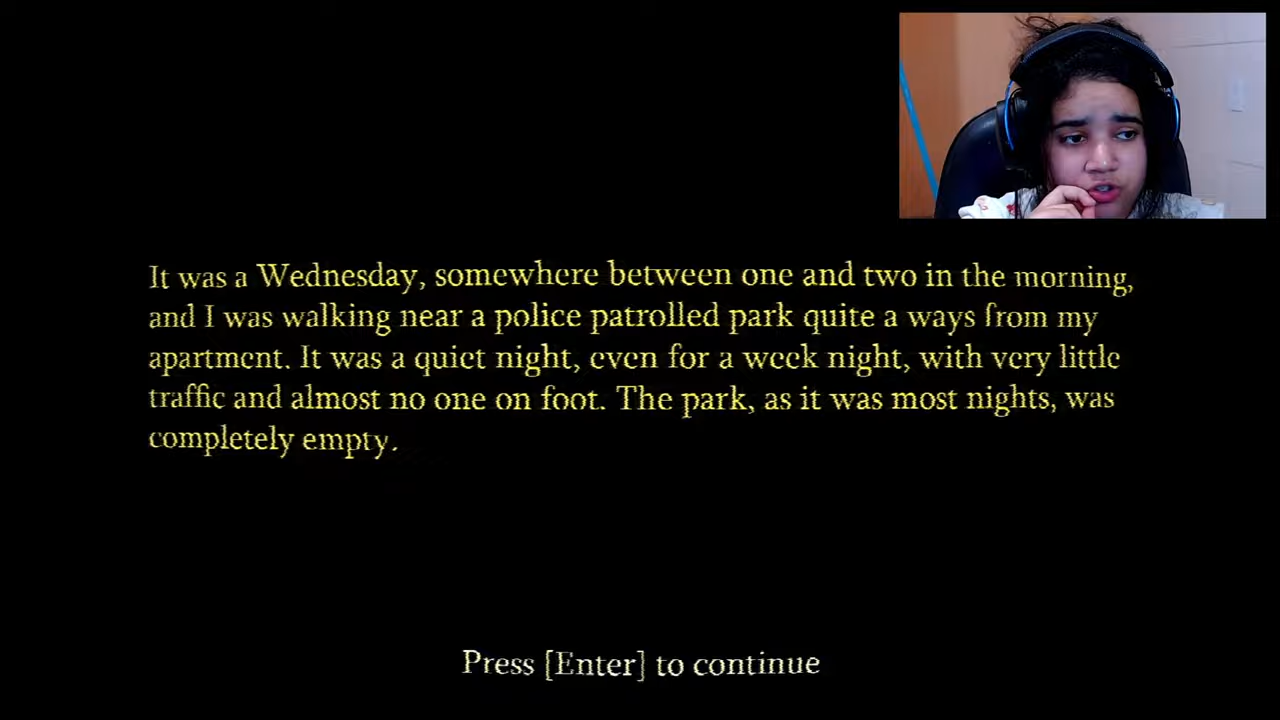 It was a Wednesday, somewhere between one and two in the morning,
and I was walking near a police patrolled park quite a ways from my
apartment. It was a quiet night, even for a week night, with very little
traffic and almost no one on foot. The park, as it was most nights, was
completely empty.
Press [Enter] to continue